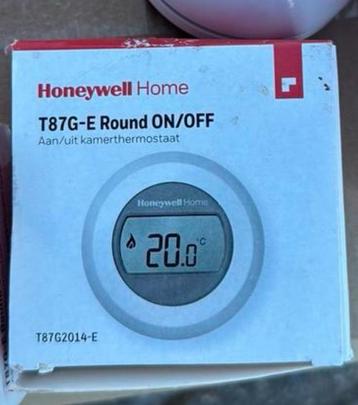 Honeywell Home
T87G-E Round ON/OFF
Aan/uit kamerthermostaat
Honeywell Home
20.0°C
T87G2014-E